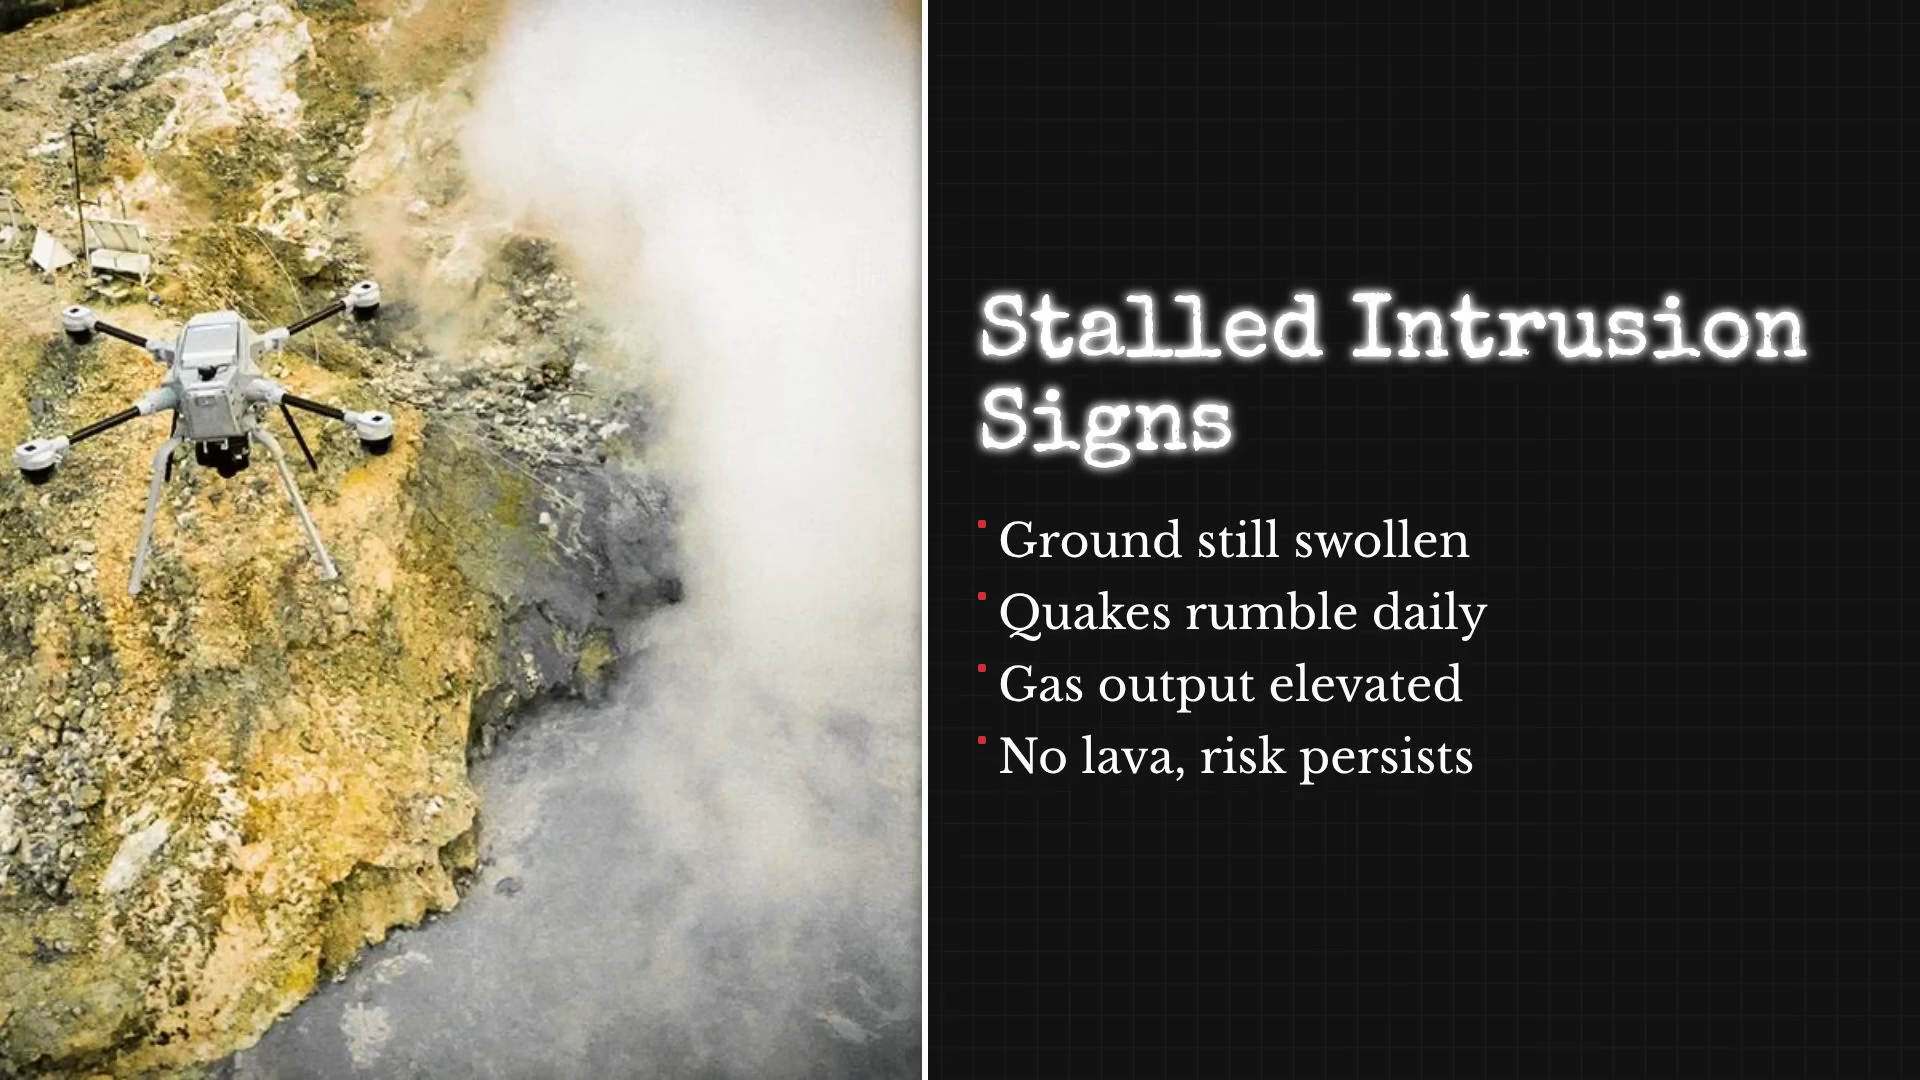 Stalled Intrusion
Signs
Ground still swollen
Quakes rumble daily
Gas output elevated
No lava, risk persists